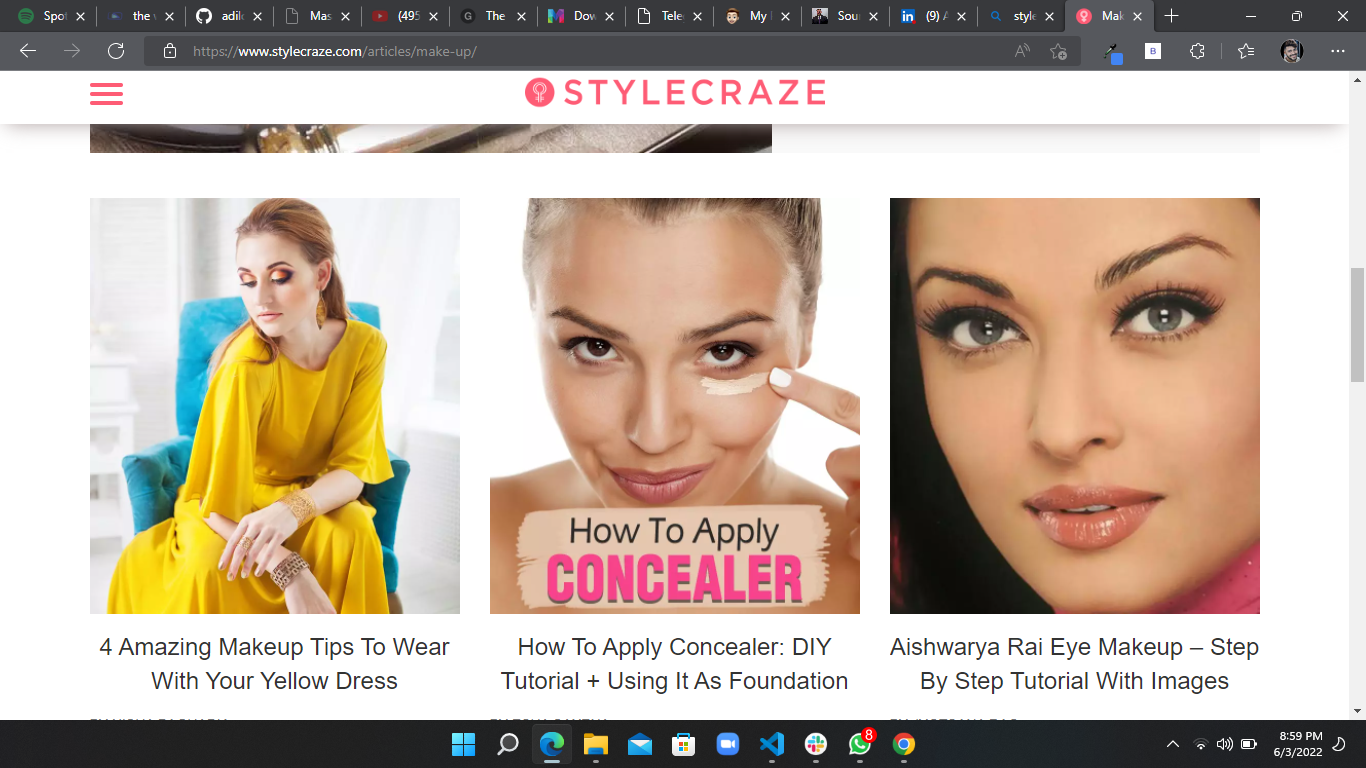 Spot
the v
adil
Mas
(495
The
Dow
Tele
My
Sou
(9)
style
Mak
https://www.stylecraze.com/articles/make-up/
B
STYLECRAZE
How To Apply
CONCEALER
4 Amazing Makeup Tips To Wear
With Your Yellow Dress
How To Apply Concealer: DIY
Tutorial + Using It As Foundation
Aishwarya Rai Eye Makeup – Step
By Step Tutorial With Images
8
8:59 PM
6/3/2022